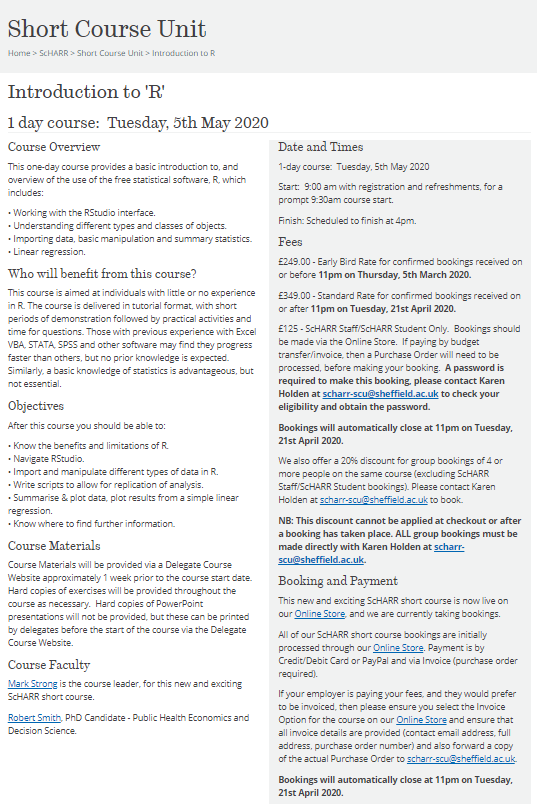 Short Course Unit
Home > ScHARR > Short Course Unit > Introduction to R
Introduction to 'R'
1 day course:  Tuesday, 5th May 2020
Course Overview
This one-day course provides a basic introduction to, and
overview of the use of the free statistical software, R, which
includes:
• Working with the RStudio interface.
• Understanding different types and classes of objects.
• Importing data, basic manipulation and summary statistics.
• Linear regression.
Who will benefit from this course?
This course is aimed at individuals with little or no experience
in R. The course is delivered in tutorial format, with short
periods of demonstration followed by practical activities and
time for questions. Those with previous experience with Excel
VBA, STATA, SPSS and other software may find they progress
faster than others, but no prior knowledge is expected.
Similarly, a basic knowledge of statistics is advantageous, but
not essential.
Objectives
After this course you should be able to:
• Know the benefits and limitations of R.
• Navigate RStudio.
• Import and manipulate different types of data in R.
• Write scripts to allow for replication of analysis.
• Summarise & plot data, plot results from a simple linear
regression.
• Know where to find further information.
Course Materials
Course Materials will be provided via a Delegate Course
Website approximately 1 week prior to the course start date.
Hard copies of exercises will be provided throughout the
course as necessary.  Hard copies of PowerPoint
presentations will not be provided, but these can be printed
by delegates before the start of the course via the Delegate
Course Website.
Course Faculty
Mark Strong is the course leader, for this new and exciting
ScHARR short course.
Robert Smith, PhD Candidate - Public Health Economics and
Decision Science.
Date and Times
1-day course:  Tuesday, 5th May 2020
Start:  9:00 am with registration and refreshments, for a
prompt 9:30am course start.
Finish: Scheduled to finish at 4pm.
Fees
£249.00 - Early Bird Rate for confirmed bookings received on
or before 11pm on Thursday, 5th March 2020.
£349.00 - Standard Rate for confirmed bookings received on
or after 11pm on Tuesday, 21st April 2020.
£125 - ScHARR Staff/ScHARR Student Only.  Bookings should
be made via the Online Store.  If paying by budget
transfer/invoice, then a Purchase Order will need to be
processed, before making your booking.  A password is
required to make this booking, please contact Karen
Holden at scharr-scu@sheffield.ac.uk to check your
eligibility and obtain the password.
Bookings will automatically close at 11pm on Tuesday,
21st April 2020.
We also offer a 20% discount for group bookings of 4 or
more people on the same course (excluding ScHARR
Staff/ScHARR Student bookings). Please contact Karen
Holden at scharr-scu@sheffield.ac.uk to book.
NB: This discount cannot be applied at checkout or after
a booking has taken place. ALL group bookings must be
made directly with Karen Holden at scharr-
scu@sheffield.ac.uk.
Booking and Payment
This new and exciting ScHARR short course is now live on
our Online Store, and we are currently taking bookings.
All of our ScHARR short course bookings are initially
processed through our Online Store. Payment is by
Credit/Debit Card or PayPal and via Invoice (purchase order
required).
If your employer is paying your fees, and they would prefer
to be invoiced, then please ensure you select the Invoice
Option for the course on our Online Store and ensure that
all invoice details are provided (contact email address, full
address, purchase order number) and also forward a copy
of the actual Purchase Order to scharr-scu@sheffield.ac.uk.
Bookings will automatically close at 11pm on Tuesday,
21st April 2020.